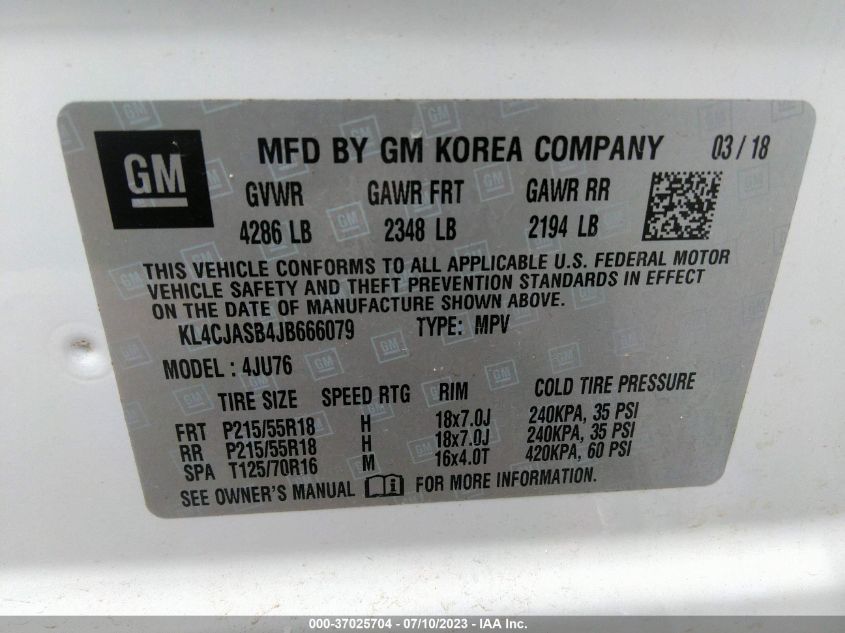 GM MFD BY GM KOREA COMPANY 03 / 18
GVWR GAWR FRT GAWR RR
4286 LB 2348 LB 2194 LB
THIS VEHICLE CONFORMS TO ALL APPLICABLE U.S. FEDERAL MOTOR
VEHICLE SAFETY AND THEFT PREVENTION STANDARDS IN EFFECT
ON THE DATE OF MANUFACTURE SHOWN ABOVE.
KL4CJASB4JB666079 TYPE: MPV
MODEL : 4JU76
TIRE SIZE SPEED RTG RIM COLD TIRE PRESSURE
FRT P215/55R18 H 18x7.0J 240KPA, 35 PSI
RR P215/55R18 H 18x7.0J 240KPA, 35 PSI
SPA T125/70R16 M 16x4.0T 420KPA, 60 PSI
SEE OWNER'S MANUAL i FOR MORE INFORMATION.
000-37025704 - 07/10/2023 - IAA Inc.